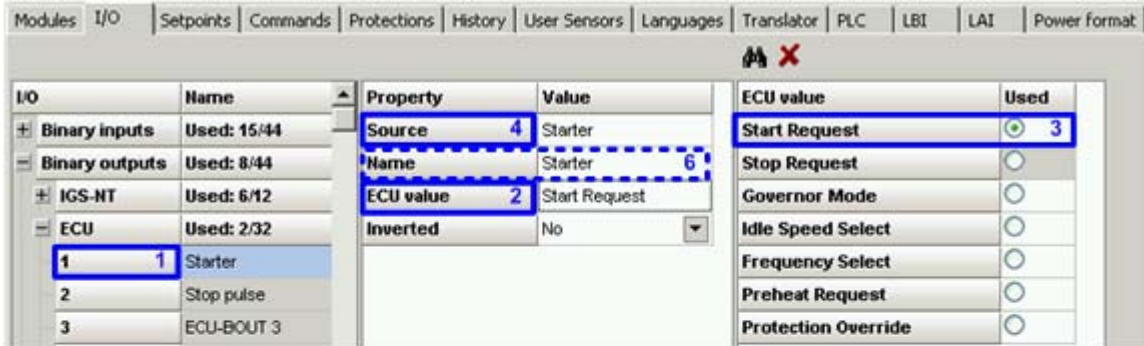 Modules I/O Setpoints Commands Protections History User Sensors Languages Translator PLC LBI LAI Power format
I/O Name Property Value ECU value Used
Binary inputs Used: 15/44 Source 4 Starter Start Request 3
Binary outputs Used: 8/44 Name Starter 6 Stop Request
IGS-NT Used: 6/12 ECU value 2 Start Request Governor Mode
ECU Used: 2/32 Inverted No Idle Speed Select
1 1 Starter Frequency Select
2 Stop pulse Preheat Request
3 ECU-BOUT 3 Protection Override